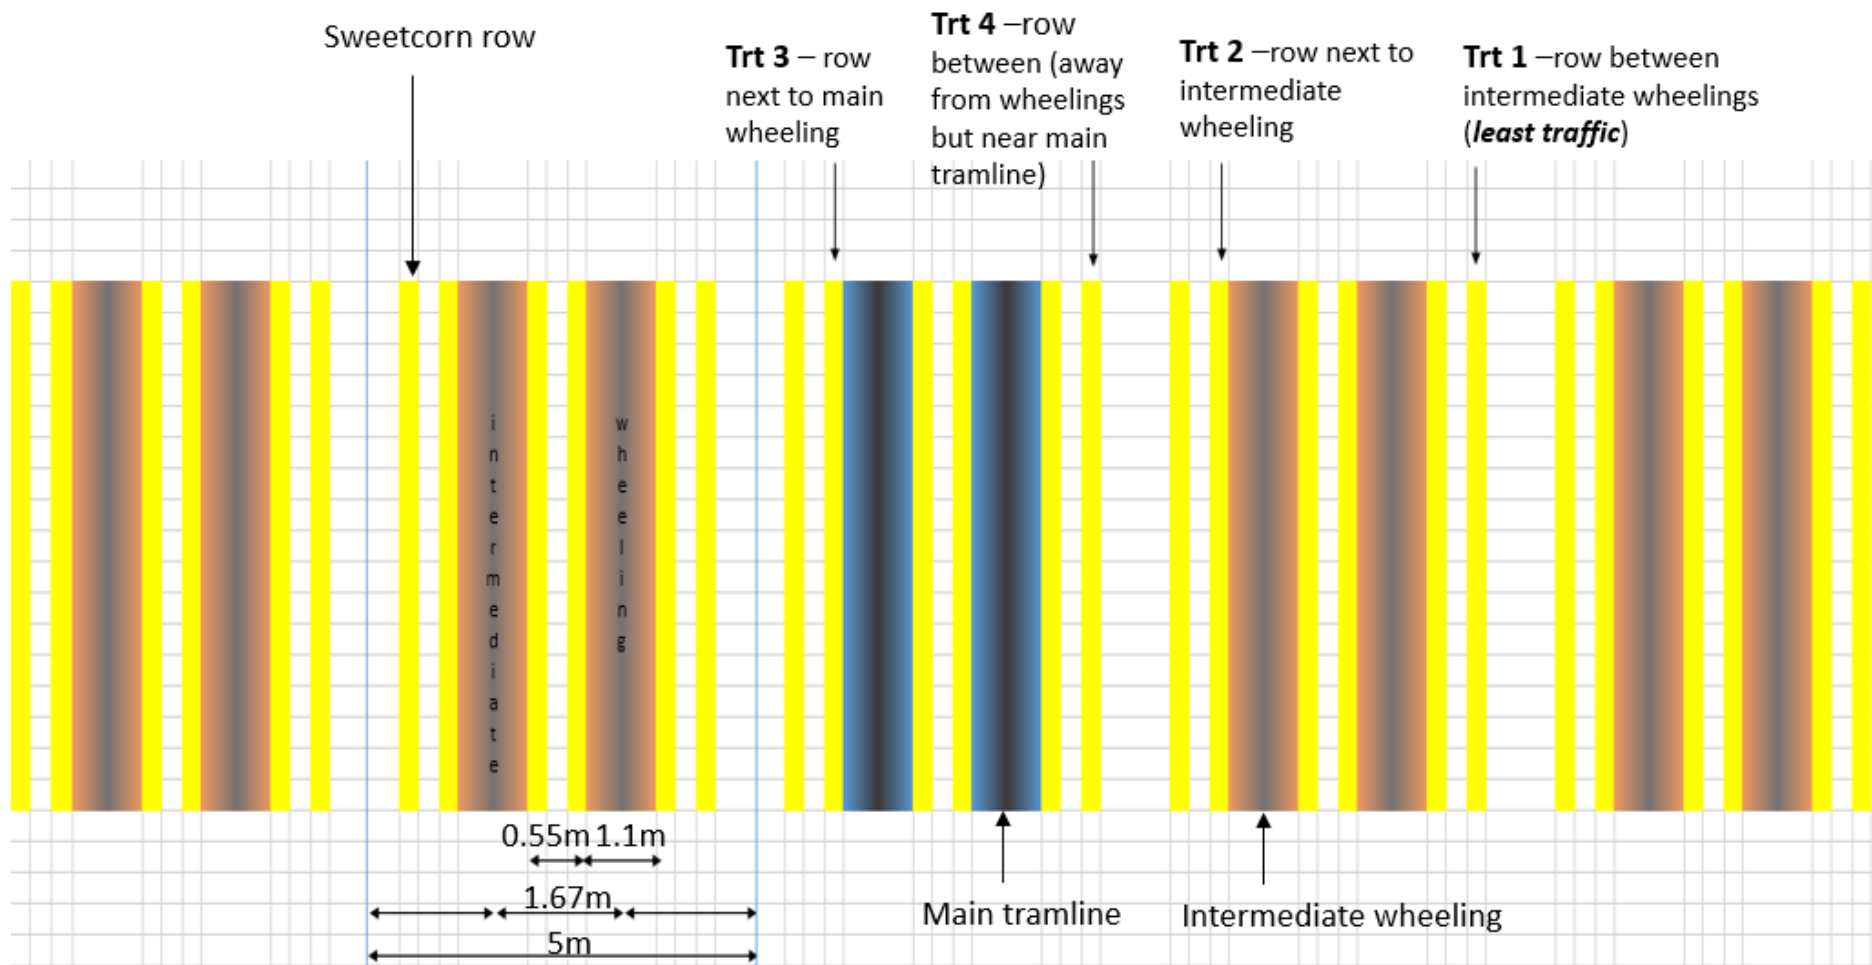 Sweetcorn row
Trt 3 – row
next to main
wheeling
Trt 4 –row
between (away
from wheelings
but near main
tramline)
Trt 2 –row next to
intermediate
wheeling
Trt 1 –row between
intermediate wheelings
(least traffic)
intermediate
wheeling
0.55m 1.1m
1.67m
5m
Main tramline
Intermediate wheeling